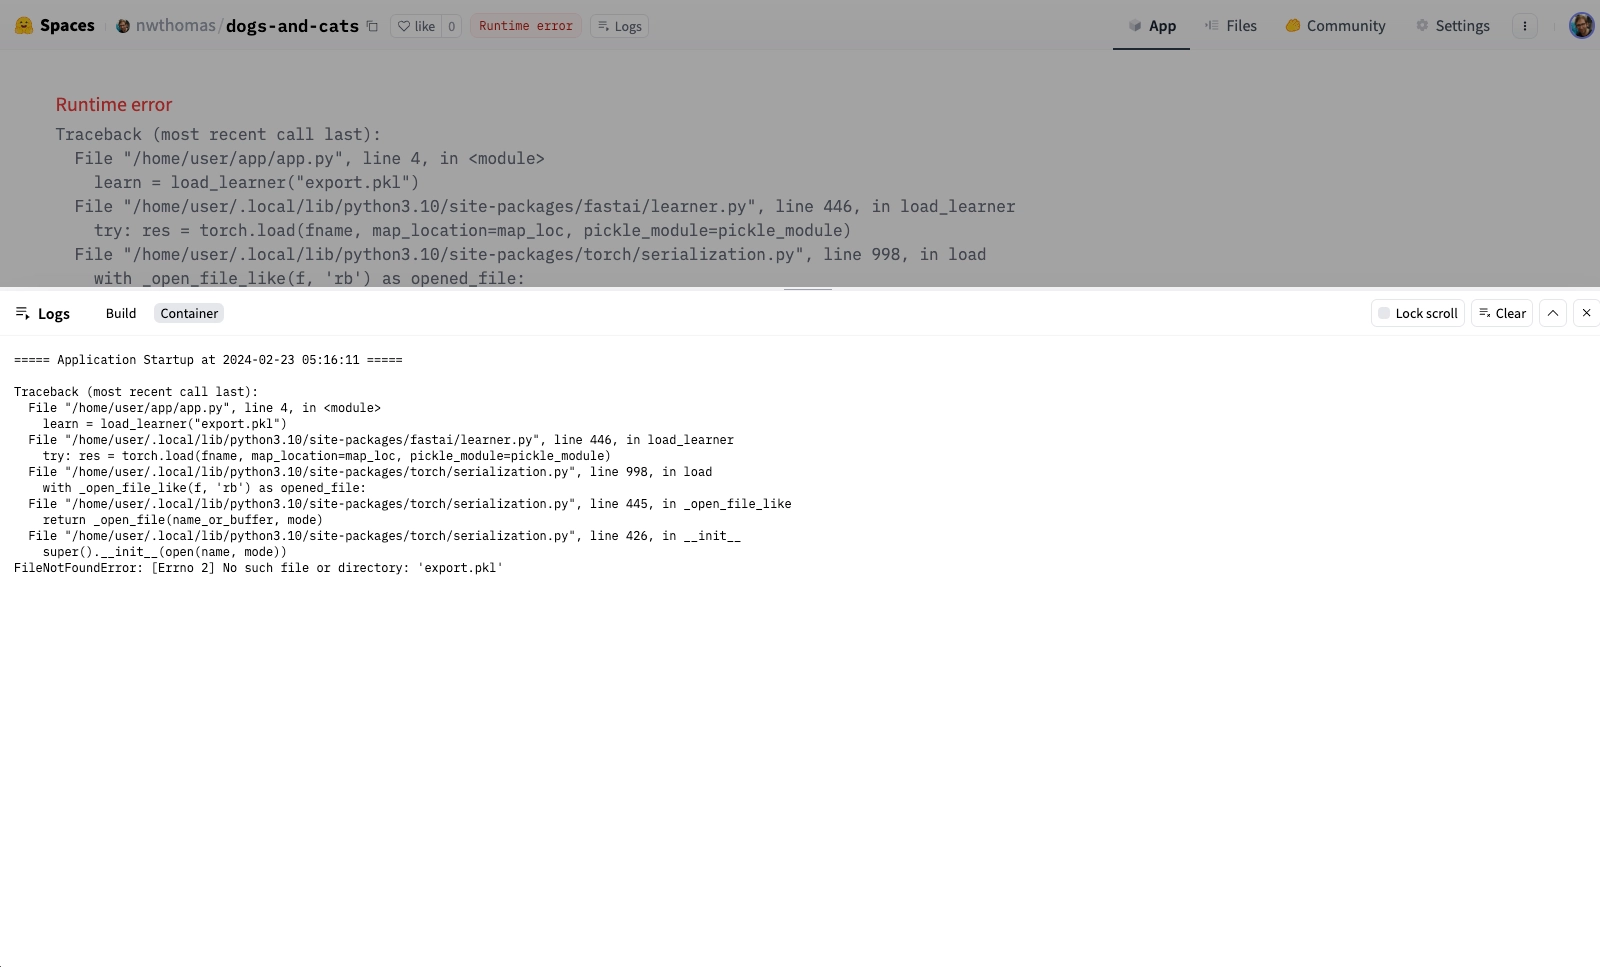 Spaces nwthomas/dogs-and-cats like 0 Runtime error Logs App Files Community Settings
Runtime error
Traceback (most recent call last):
  File "/home/user/app/app.py", line 4, in <module>
    learn = load_learner("export.pkl")
  File "/home/user/.local/lib/python3.10/site-packages/fastai/learner.py", line 446, in load_learner
    try: res = torch.load(fname, map_location=map_loc, pickle_module=pickle_module)
  File "/home/user/.local/lib/python3.10/site-packages/torch/serialization.py", line 998, in load
    with _open_file_like(f, 'rb') as opened_file:
Logs Build Container Lock scroll Clear
===== Application Startup at 2024-02-23 05:16:11 =====
Traceback (most recent call last):
  File "/home/user/app/app.py", line 4, in <module>
    learn = load_learner("export.pkl")
  File "/home/user/.local/lib/python3.10/site-packages/fastai/learner.py", line 446, in load_learner
    try: res = torch.load(fname, map_location=map_loc, pickle_module=pickle_module)
  File "/home/user/.local/lib/python3.10/site-packages/torch/serialization.py", line 998, in load
    with _open_file_like(f, 'rb') as opened_file:
  File "/home/user/.local/lib/python3.10/site-packages/torch/serialization.py", line 445, in _open_file_like
    return _open_file(name_or_buffer, mode)
  File "/home/user/.local/lib/python3.10/site-packages/torch/serialization.py", line 426, in __init__
    super().__init__(open(name, mode))
FileNotFoundError: [Errno 2] No such file or directory: 'export.pkl'